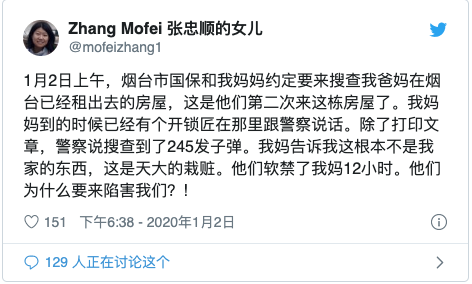 Zhang Mofei 张忠顺的女儿
@mofeizhang1
1月2日上午，烟台市国保和我妈妈约定要来搜查我爸妈在烟
台已经租出去的房屋，这是他们第二次来这栋房屋了。我妈
妈到的时候已经有个开锁匠在那里跟警察说话。除了打印文
章，警察说搜查到了245发子弹。我妈告诉我这根本不是我
家的东西，这是天大的栽赃。他们软禁了我妈12小时。他们
为什么要来陷害我们？！
151 下午6:38 - 2020年1月2日
129 人正在讨论这个